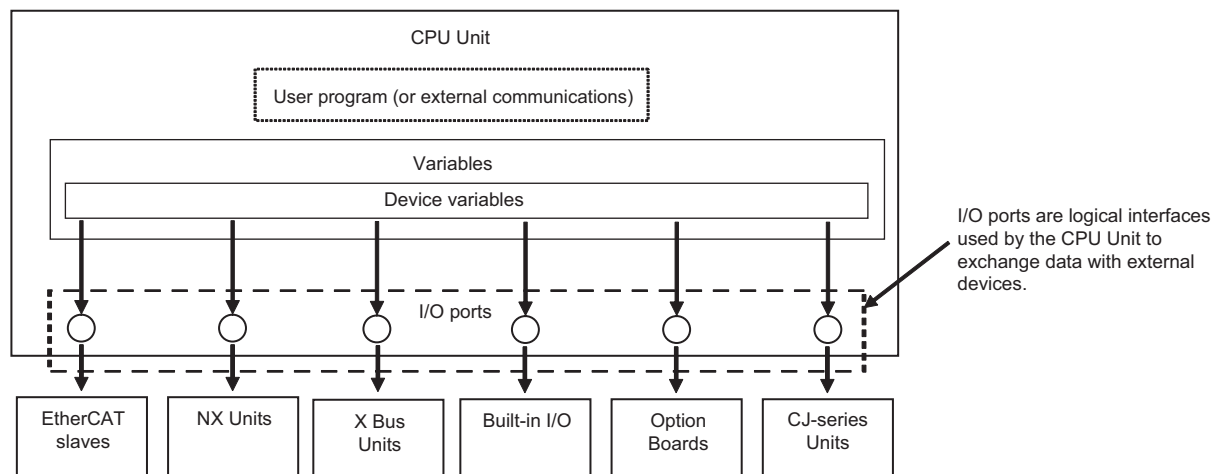 CPU Unit
User program (or external communications)
Variables
Device variables
I/O ports are logical interfaces
used by the CPU Unit to
exchange data with external
devices.
I/O ports
EtherCAT
slaves
NX Units
X Bus
Units
Built-in I/O
Option
Boards
CJ-series
Units